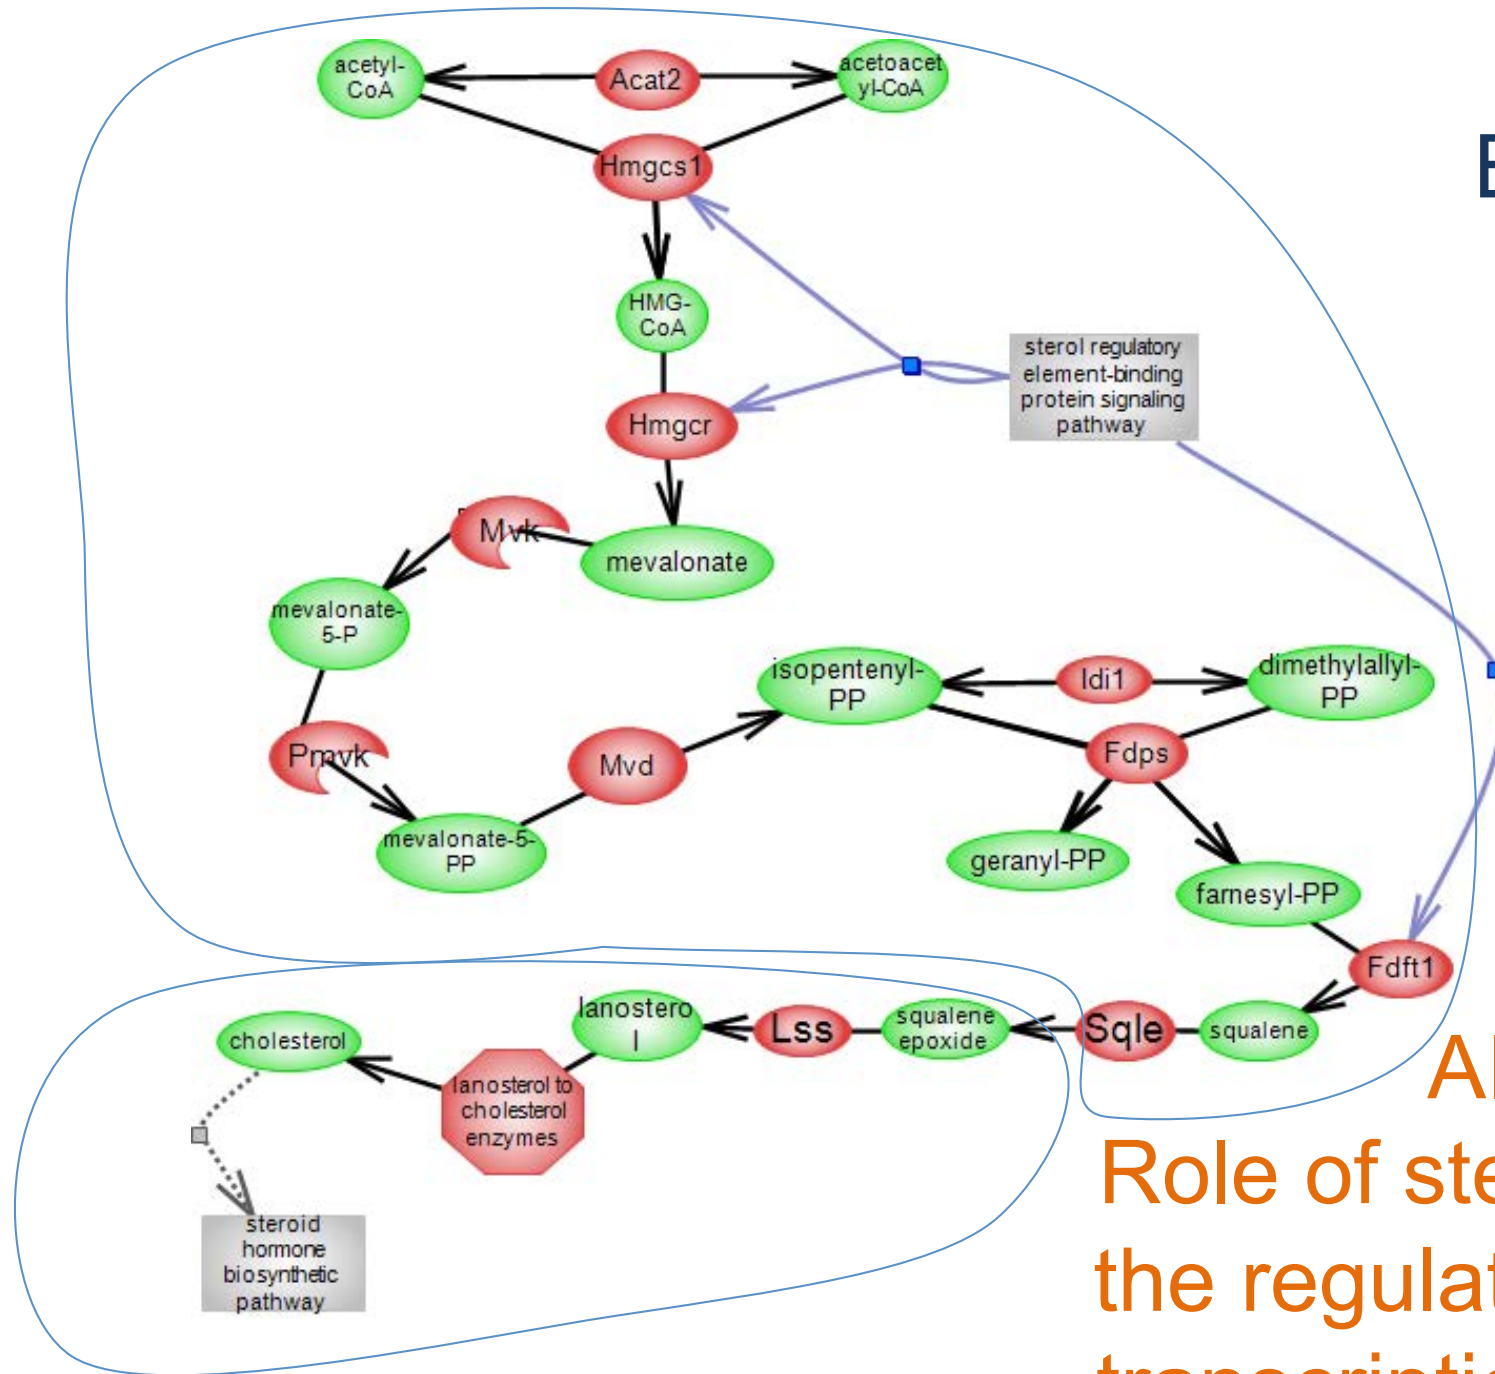 acetyl-
CoA
Acat2
acetoacet
yl-CoA
Hmgcs1
HMG-
CoA
sterol regulatory
element-binding
protein signaling
pathway
Hmgcr
Mvk
mevalonate
mevalonate-
5-P
isopentenyl-
PP
Idi1
dimethylallyl-
PP
Pmvk
Mvd
Fdps
mevalonate-5-
PP
geranyl-PP
farnesyl-PP
Fdft1
squalene
Sqle
squalene
epoxide
Lss
lanostero
l
lanosterol to
cholesterol
enzymes
cholesterol
steroid
hormone
biosynthetic
pathway
Role of
the